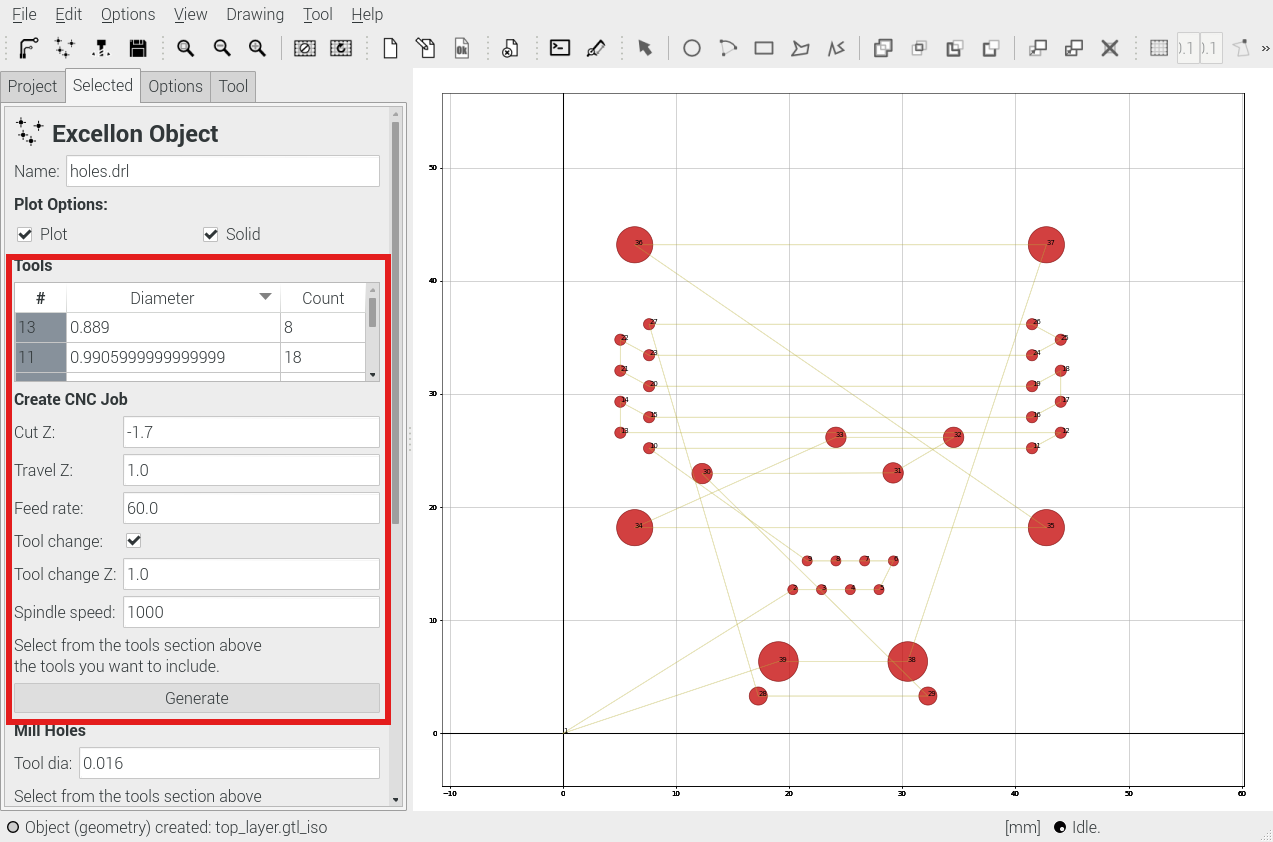 File Edit Options View Drawing Tool Help
Ok
0.1 0.1 »
Project Selected Options Tool
Excellon Object
Name: holes.drl
Plot Options:
Plot Solid
Tools
# Diameter Count
13 0.889 8
11 0.9905999999999999 18
Create CNC Job
Cut Z: -1.7
Travel Z: 1.0
Feed rate: 60.0
Tool change:
Tool change Z: 1.0
Spindle speed: 1000
Select from the tools section above
the tools you want to include.
Generate
Mill Holes
Tool dia: 0.016
Select from the tools section above
50
36 37
40
27 26
22 25
23 24
21 18
30 20 19
14 17
15 16
13 12
33 32
10 11
30 31
20 34 35
9 8 7 6
2 3 4 5
10
39 38
28 29
0 1
-10 0 10 20 30 40 50 60
Object (geometry) created: top_layer.gtl_iso [mm] Idle.